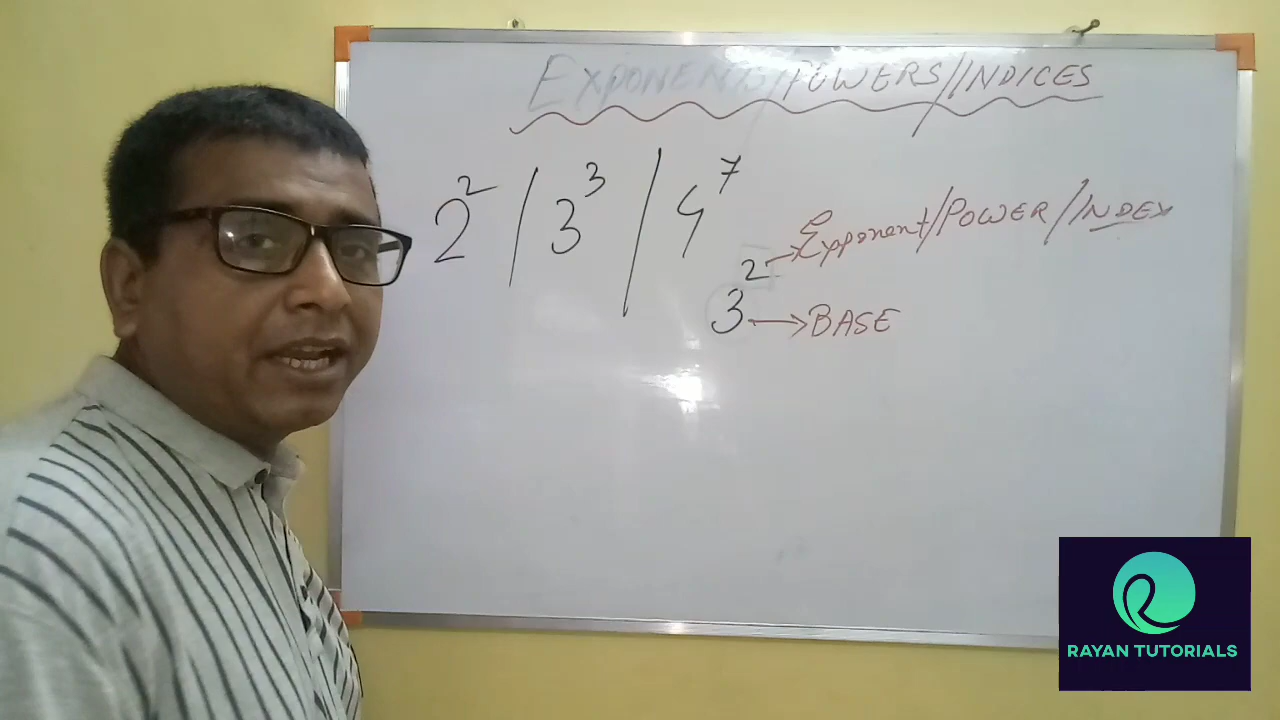 EXPONENTS/POWERS/INDICES
2² / 3³ / 4⁷
Exponent/POWER/INDEX
3²
BASE
RAYAN TUTORIALS